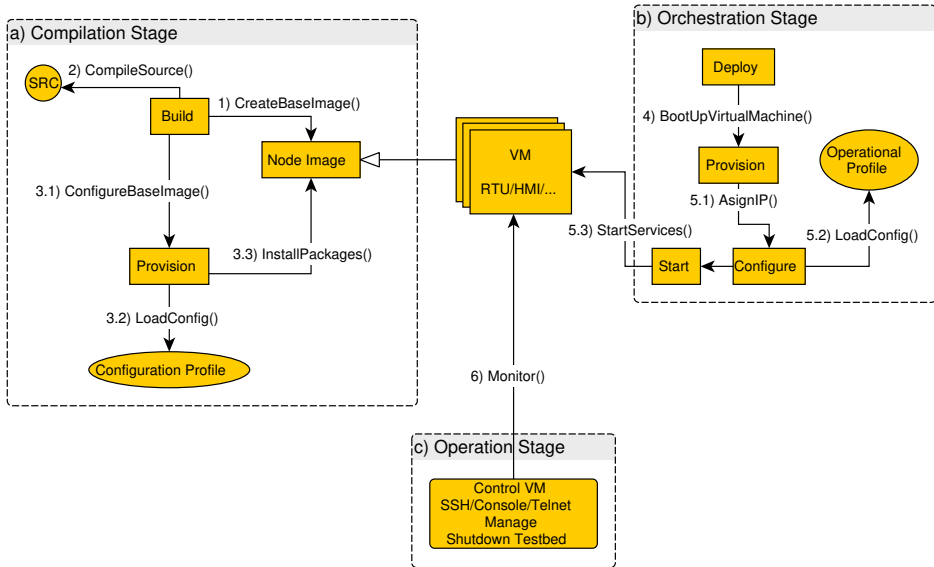 a) Compilation Stage
SRC
2) CompileSource()
Build
1) CreateBaseImage()
Node Image
3.1) ConfigureBaseImage()
3.3) InstallPackages()
Provision
3.2) LoadConfig()
Configuration Profile
VM
RTU/HMI/...
b) Orchestration Stage
Deploy
4) BootUpVirtualMachine()
Provision
Operational
Profile
5.1) AsignIP()
5.2) LoadConfig()
5.3) StartServices()
Start
Configure
6) Monitor()
c) Operation Stage
Control VM
SSH/Console/Telnet
Manage
Shutdown Testbed